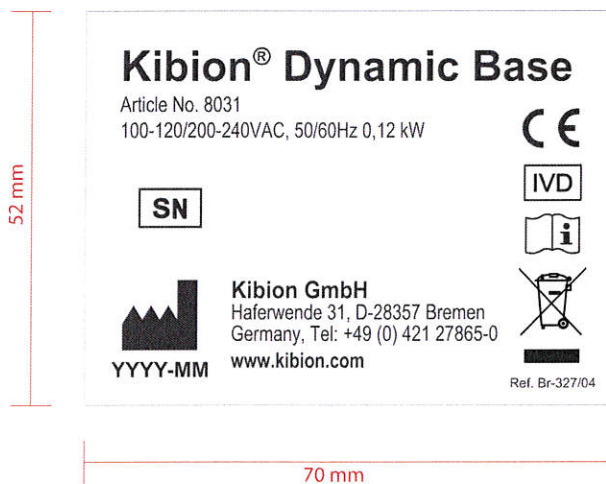 Kibion® Dynamic Base
Article No. 8031
100-120/200-240VAC, 50/60Hz 0,12 kW
CE
IVD
i
SN
Kibion GmbH
Haferwende 31, D-28357 Bremen
Germany, Tel: +49 (0) 421 27865-0
www.kibion.com
YYYY-MM
Ref. Br-327/04
52 mm
70 mm